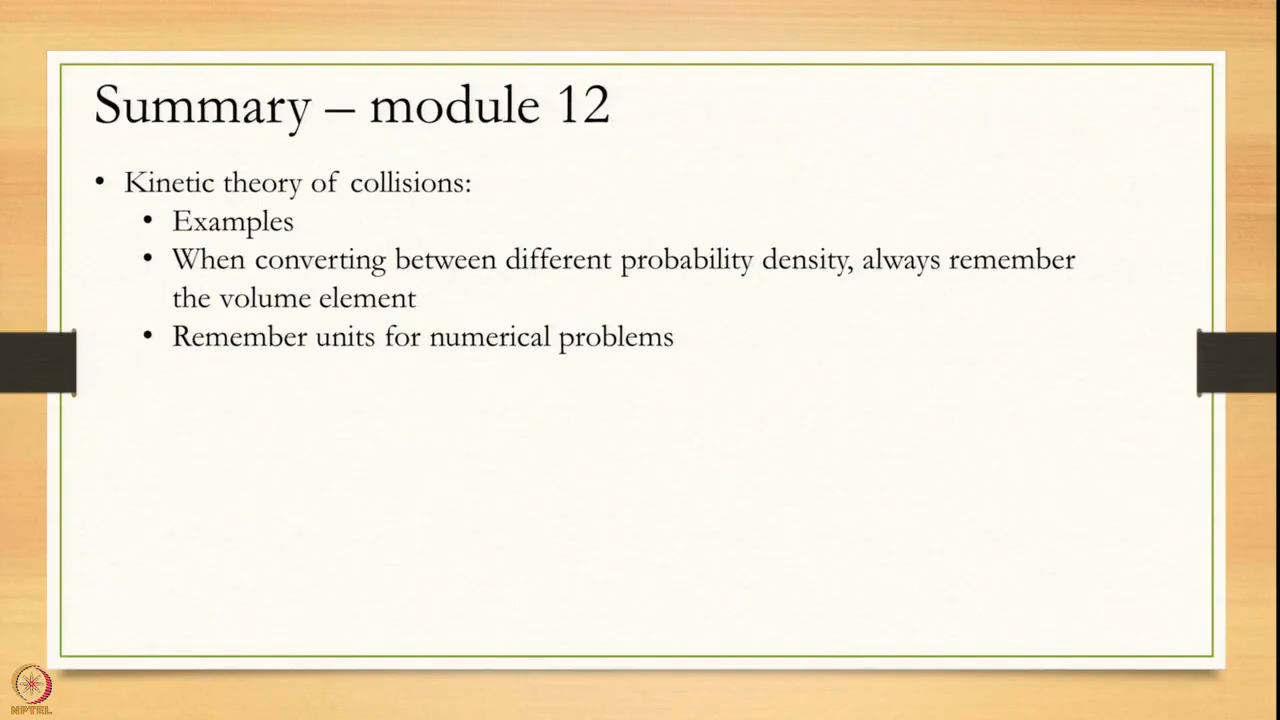 Summary – module 12
• Kinetic theory of collisions:
• Examples
• When converting between different probability density, always remember
the volume element
• Remember units for numerical problems
NPTEL